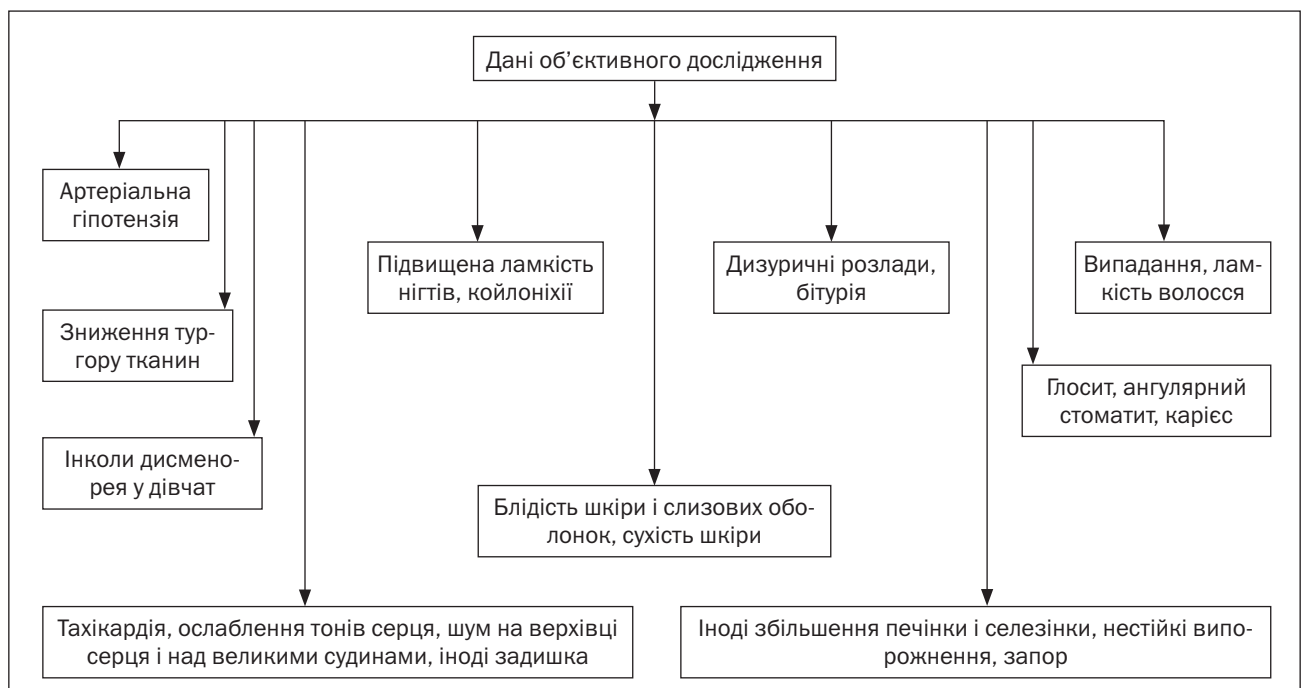 Дані об’єктивного дослідження
Артеріальна
гіпотензія
Підвищена ламкість
нігтів, койлоніхії
Дизуричні розлади,
бітурія
Випадання, лам-
кість волосся
Зниження тур-
гору тканин
Глосит, ангулярний
стоматит, карієс
Інколи дисмено-
рея у дівчат
Блідість шкіри і слизових обо-
лонок, сухість шкіри
Тахікардія, ослаблення тонів серця, шум на верхівці
серця і над великими судинами, іноді задишка
Іноді збільшення печінки і селезінки, нестійкі випо-
рожнення, запор